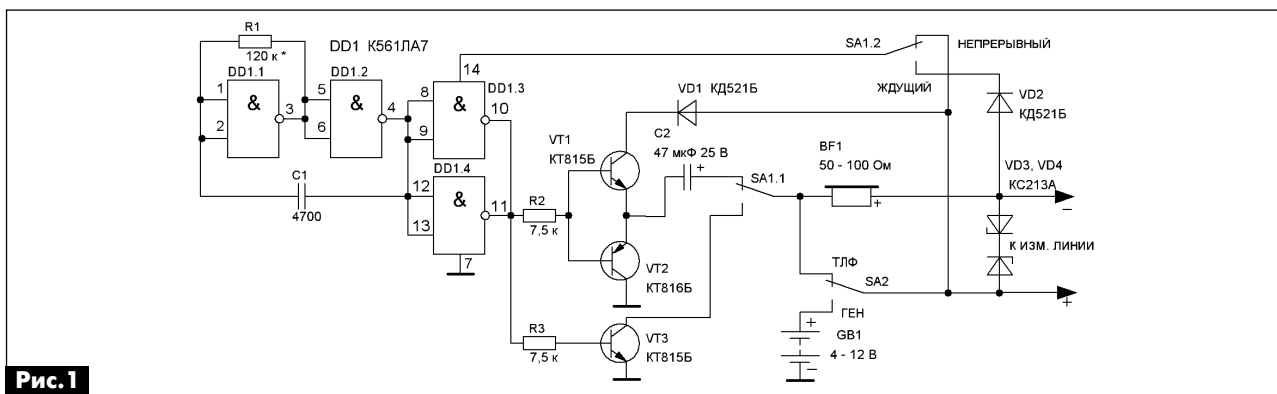 R1
120 к *
DD1 К561ЛА7
DD1.1
DD1.2
DD1.3
DD1.4
1
2
&
3
5
6
&
4
8
9
&
14
10
12
13
&
11
7
C1
4700
R2
7,5 к
R3
7,5 к
VT1
КТ815Б
VT2
КТ816Б
VT3
КТ815Б
VD1 КД521Б
C2
47 мкФ 25 В
+
SA1.1
SA1.2
НЕПРЕРЫВНЫЙ
ЖДУЩИЙ
VD2
КД521Б
BF1
50 - 100 Ом
+
VD3, VD4
КС213А
–
К ИЗМ. ЛИНИИ
+
ТЛФ
SA2
ГЕН
+
GB1
4 - 12 В
–
Рис.1